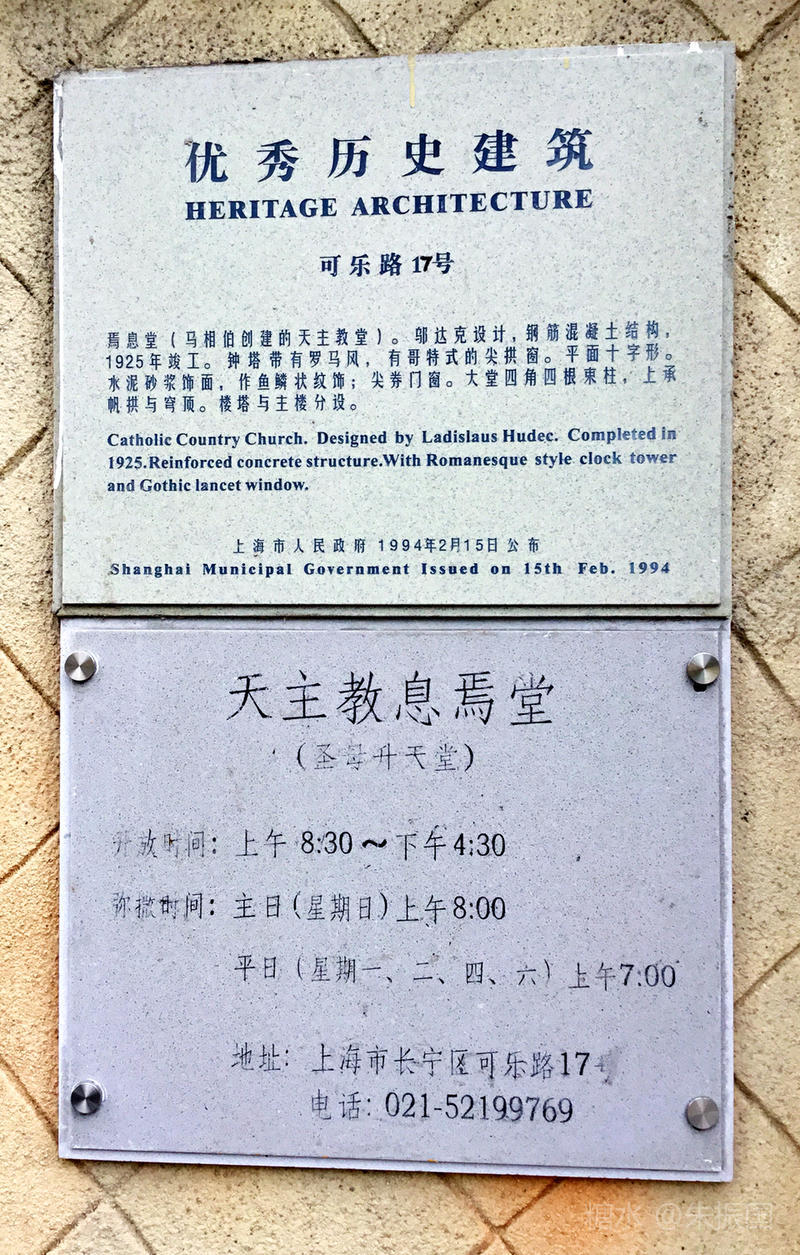 优秀历史建筑
HERITAGE ARCHITECTURE
可乐路 17号
焉息堂（马相伯创建的天主教堂）。邬达克设计，钢筋混凝土结构，
1925年竣工。钟塔带有罗马风，有哥特式的尖拱窗。平面十字形。
水泥砂浆饰面，作鱼鳞状纹饰；尖券门窗。大堂四角四根束柱，上承
帆拱与穹顶。楼塔与主楼分设。
Catholic Country Church. Designed by Ladislaus Hudec. Completed in
1925.Reinforced concrete structure.With Romanesque style clock tower
and Gothic lancet window.
上海市人民政府 1994年2月15日公布
Shanghai Municipal Government Issued on 15th Feb. 1994
天主教息焉堂
（圣母升天堂）
开放时间：上午 8:30～下午4:30
弥撒时间：主日（星期日）上午8:00
平日（星期一、二、四、六）上午7:00
地址：上海市长宁区可乐路17
电话：021-52199769
糖水 @朱振国